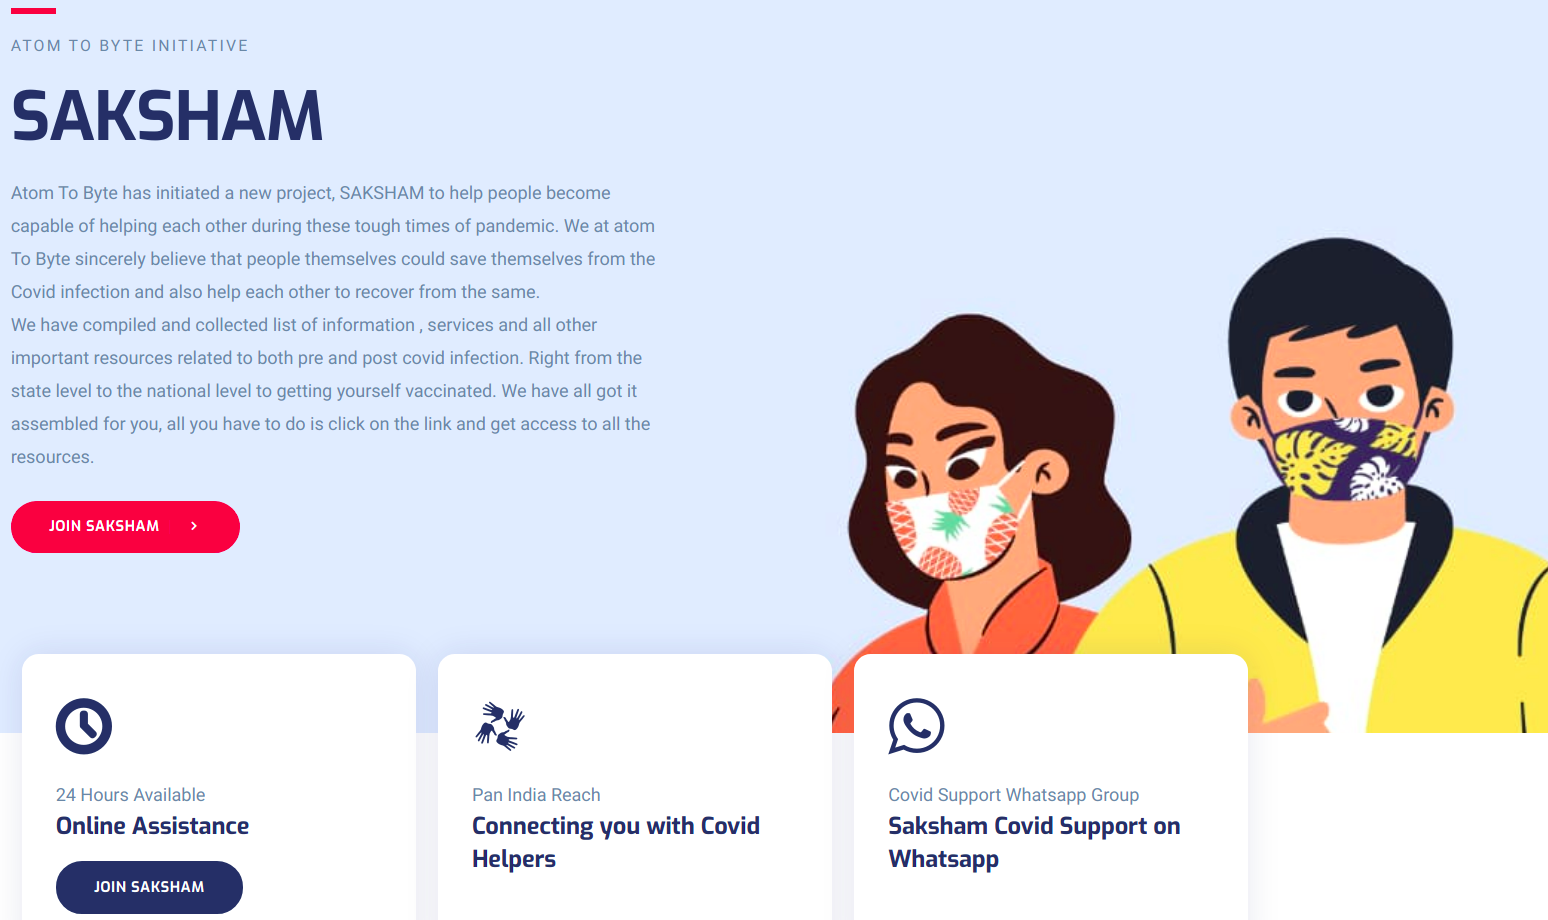 ATOM TO BYTE INITIATIVE
SAKSHAM
Atom To Byte has initiated a new project, SAKSHAM to help people become
capable of helping each other during these tough times of pandemic. We at atom
To Byte sincerely believe that people themselves could save themselves from the
Covid infection and also help each other to recover from the same.
We have compiled and collected list of information , services and all other
important resources related to both pre and post covid infection. Right from the
state level to the national level to getting yourself vaccinated. We have all got it
assembled for you, all you have to do is click on the link and get access to all the
resources.
JOIN SAKSHAM
24 Hours Available
Online Assistance
JOIN SAKSHAM
Pan India Reach
Connecting you with Covid
Helpers
Covid Support Whatsapp Group
Saksham Covid Support on
Whatsapp